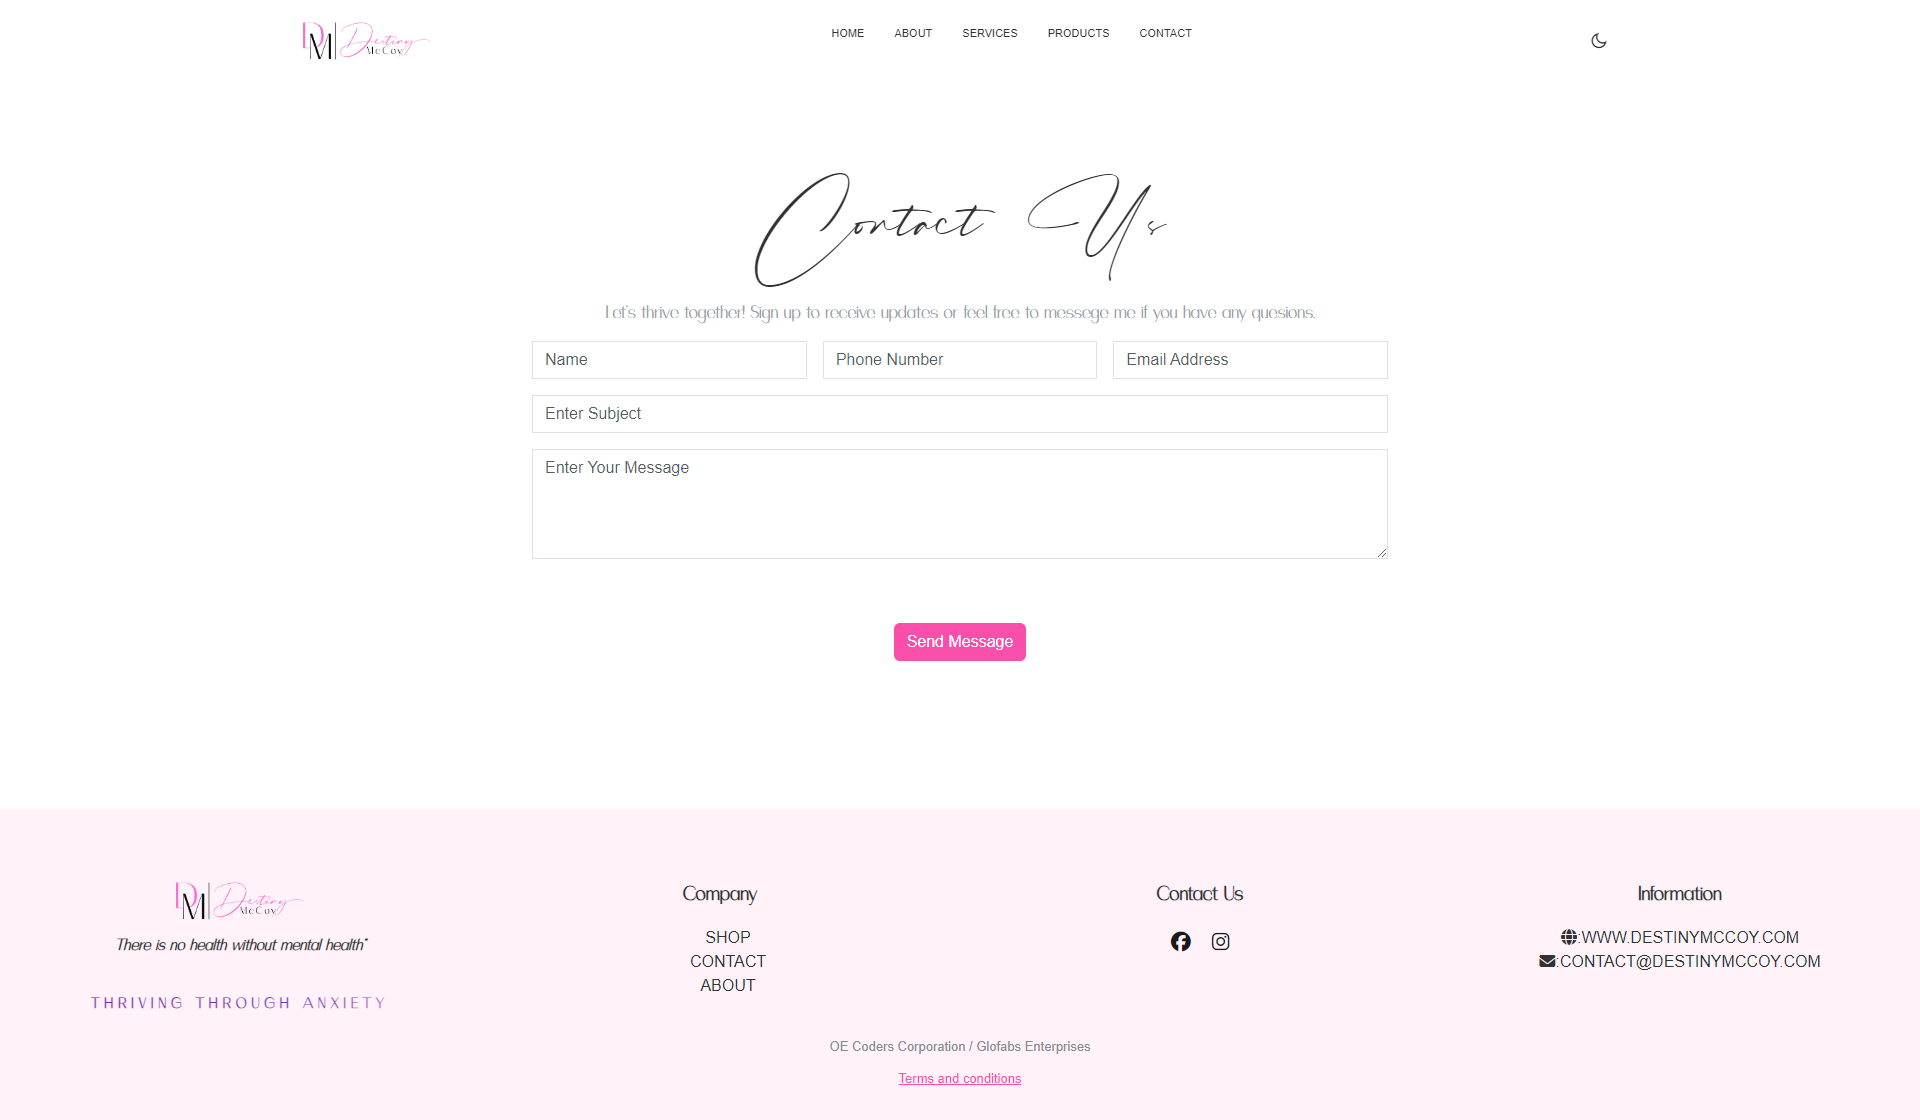 DM Destiny
McCoy
HOME ABOUT SERVICES PRODUCTS CONTACT
Contact Us
Let's thrive together! Sign up to receive updates or feel free to messege me if you have any quesions.
Name Phone Number Email Address
Enter Subject
Enter Your Message
Send Message
DM Destiny
McCoy
There is no health without mental health"
THRIVING THROUGH ANXIETY
Company
SHOP
CONTACT
ABOUT
Contact Us
Information
:WWW.DESTINYMCCOY.COM
:CONTACT@DESTINYMCCOY.COM
OE Coders Corporation / Glofabs Enterprises
Terms and conditions